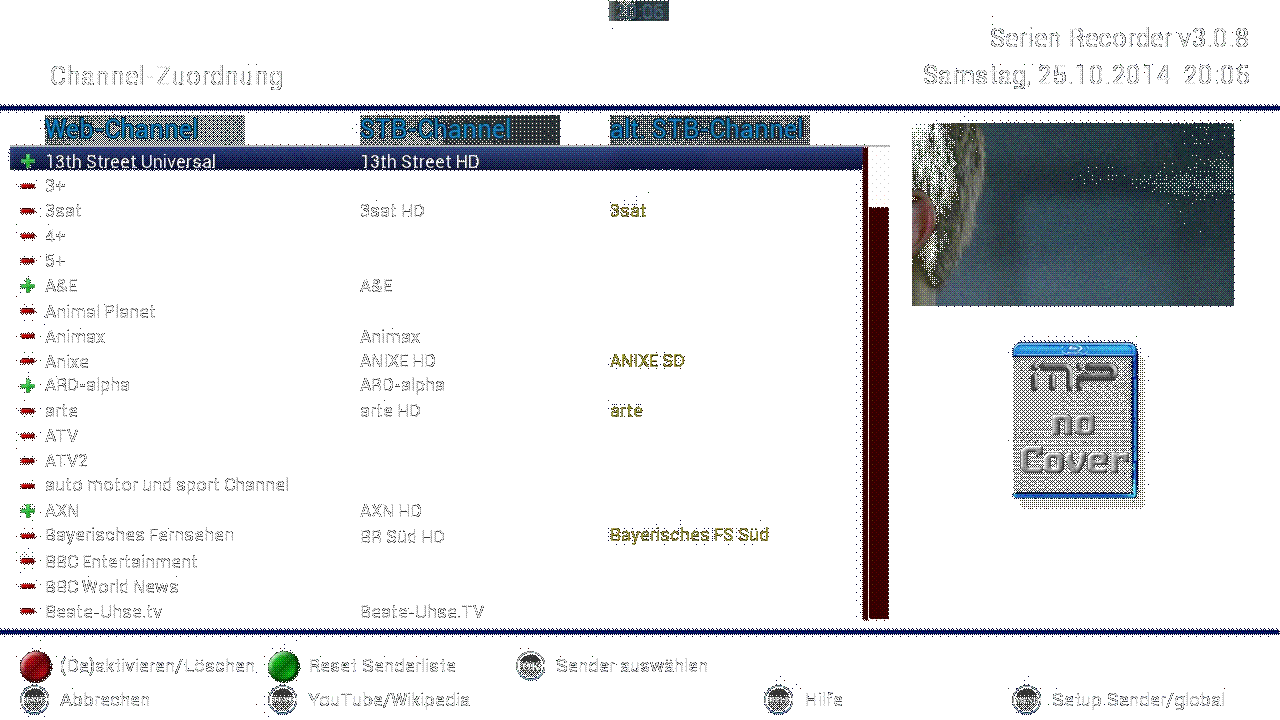 20:06
Serien Recorder v3.0.8
Channel-Zuordnung
Samstag, 25.10.2014 20:06
Web-Channel STB-Channel alt. STB-Channel
13th Street Universal 13th Street HD
3+
3sat 3sat HD 3sat
4+
5+
A&E A&E
Animal Planet
Animax Animax
Anixe ANIXE HD ANIXE SD
ARD-alpha ARD-alpha
arte arte HD arte
ATV
ATV2
auto motor und sport Channel
AXN AXN HD
Bayerisches Fernsehen BR Süd HD Bayerisches FS Süd
BBC Entertainment
BBC World News
Beate-Uhse.tv Beate-Uhse.TV
mP
no
Cover
(De)aktivieren/Löschen Reset Senderliste Sender auswählen
Abbrechen YouTube/Wikipedia Hilfe Setup Sender/global